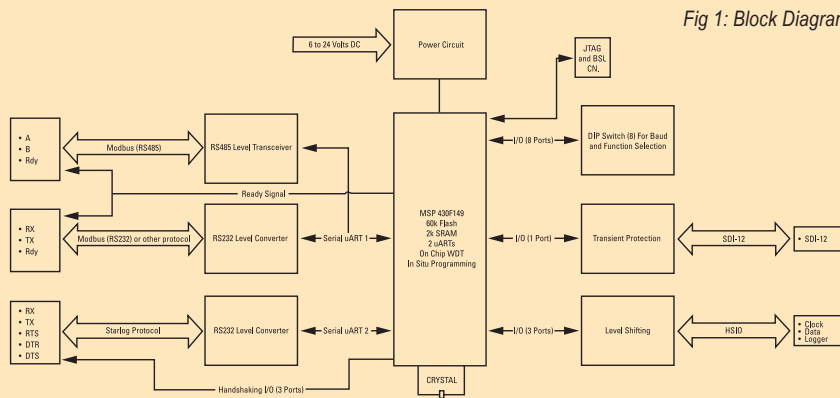 Fig 1: Block Diagram
6 to 24 Volts DC
Power Circuit
JTAG
and BSL
CN.
• A
• B
• Rdy
Modbus (RS485)
RS485 Level Transceiver
I/O (8 Ports)
DIP Switch (8) For Baud
and Function Selection
Ready Signal
MSP 430F149
60k Flash
2k SRAM
2 uARTs
On Chip WDT
In Situ Programming
• RX
• TX
• Rdy
Modbus (RS232) or other protocol
RS232 Level Converter
Serial uART 1
I/O (1 Port)
Transient Protection
SDI-12
• SDI-12
• RX
• TX
• RTS
• DTR
• DTS
Starlog Protocol
RS232 Level Converter
Serial uART 2
I/O (3 Ports)
Level Shifting
HSIO
• Clock
• Data
• Logger
Handshaking I/O (3 Ports)
CRYSTAL